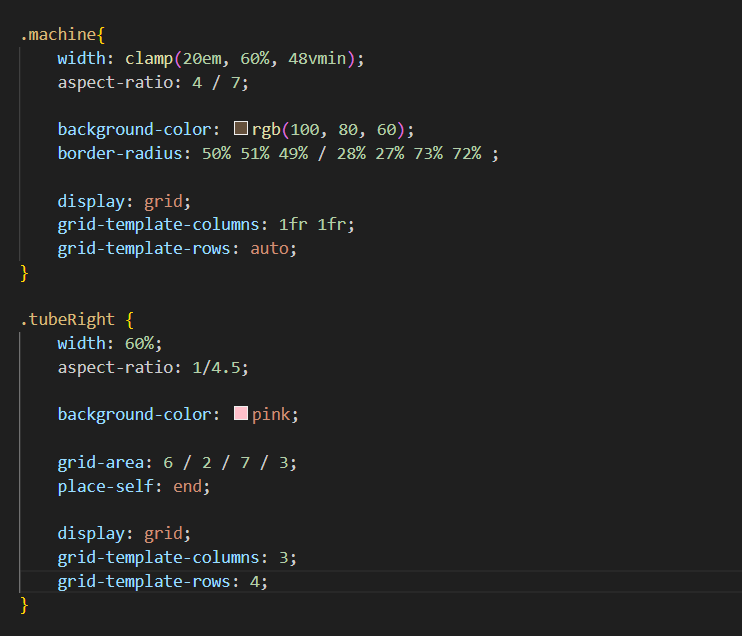 .machine{
    width: clamp(20em, 60%, 48vmin);
    aspect-ratio: 4 / 7;
    background-color: rgb(100, 80, 60);
    border-radius: 50% 51% 49% / 28% 27% 73% 72% ;
    display: grid;
    grid-template-columns: 1fr 1fr;
    grid-template-rows: auto;
}
.tubeRight {
    width: 60%;
    aspect-ratio: 1/4.5;
    background-color: pink;
    grid-area: 6 / 2 / 7 / 3;
    place-self: end;
    display: grid;
    grid-template-columns: 3;
    grid-template-rows: 4;
}